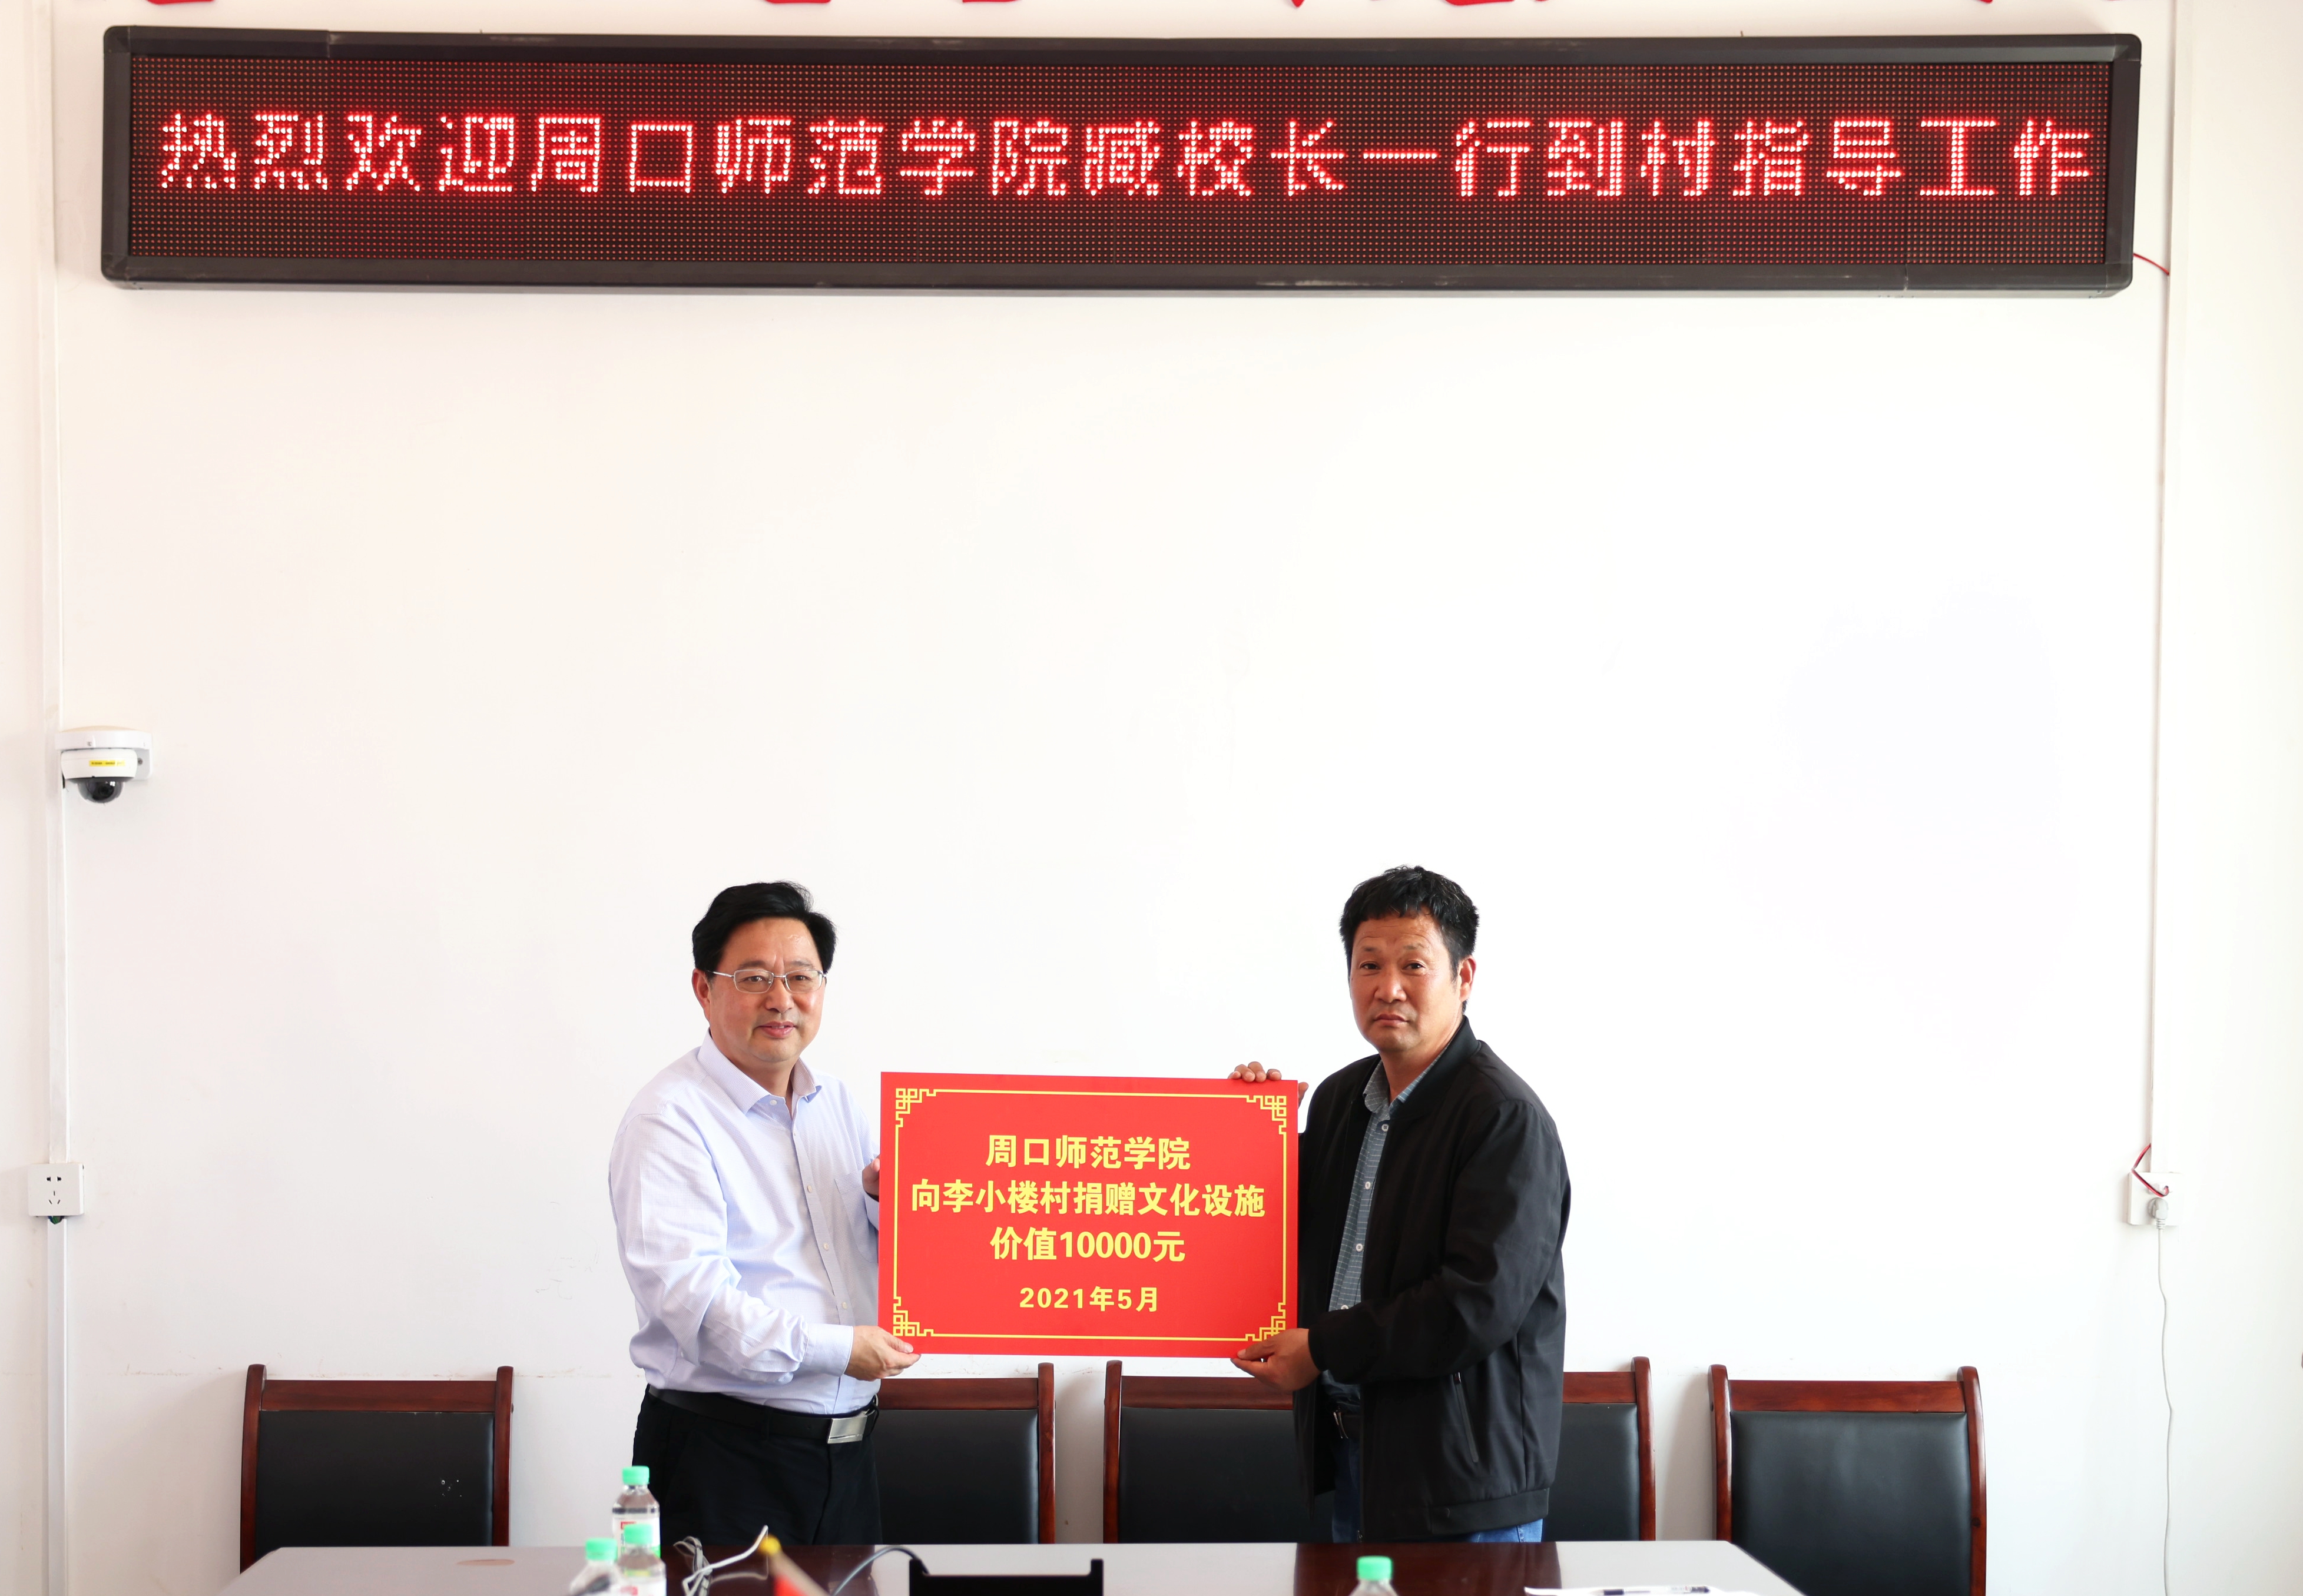 热烈欢迎周口师范学院臧校长一行到村指导工作
周口师范学院
向李小楼村捐赠文化设施
价值10000元
2021年5月